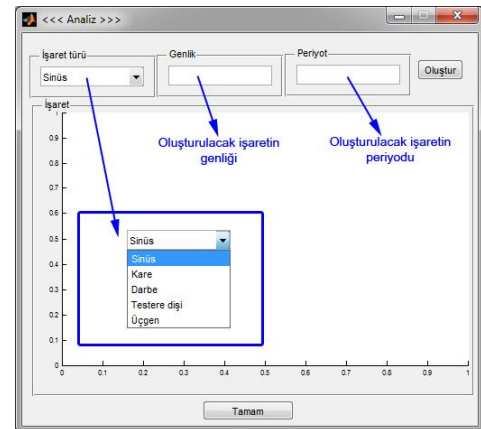 <<< Analiz >>>
İşaret türü
Genlik
Periyot
Sinüs
Oluştur
İşaret
1
0.9
0.8
0.7
0.6
0.5
0.4
0.3
0.2
0.1
0
Oluşturulacak işaretin
genliği
Oluşturulacak işaretin
periyodu
Sinüs
Sinüs
Kare
Darbe
Testere dişi
Üçgen
0 0.1 0.2 0.3 0.4 0.5 0.6 0.7 0.8 0.9 1
Tamam